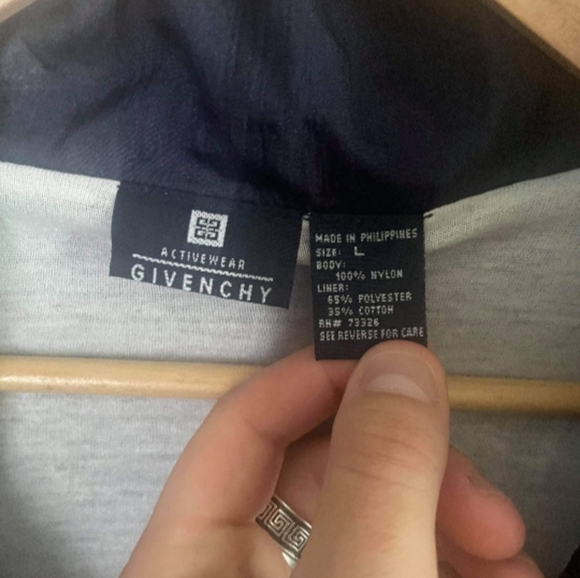 ACTIVEWEAR
GIVENCHY
MADE IN PHILIPPINES
SIZE: L
BODY:
100% NYLON
LINER:
65% POLYESTER
35% COTTON
RH# 73326
SEE REVERSE FOR CARE